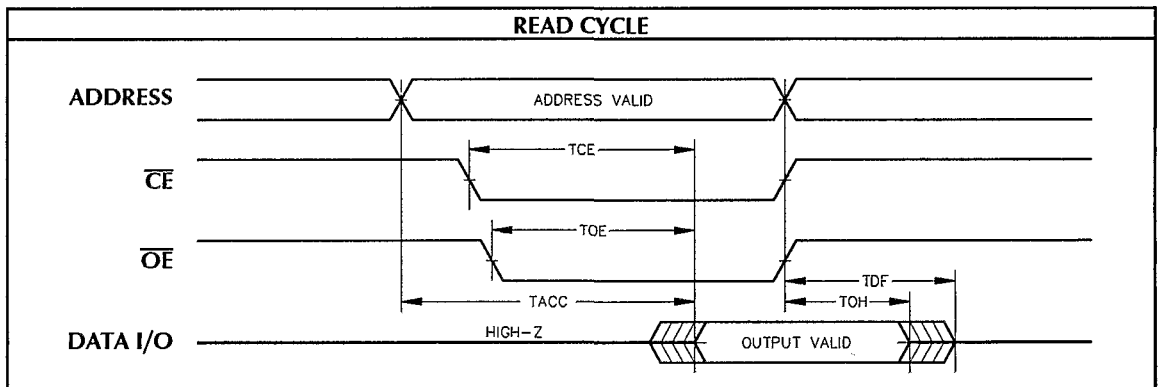 READ CYCLE
ADDRESS
ADDRESS VALID
TCE
CE
TOE
OE
TDF
TACC
TOH
HIGH-Z
DATA I/O
OUTPUT VALID